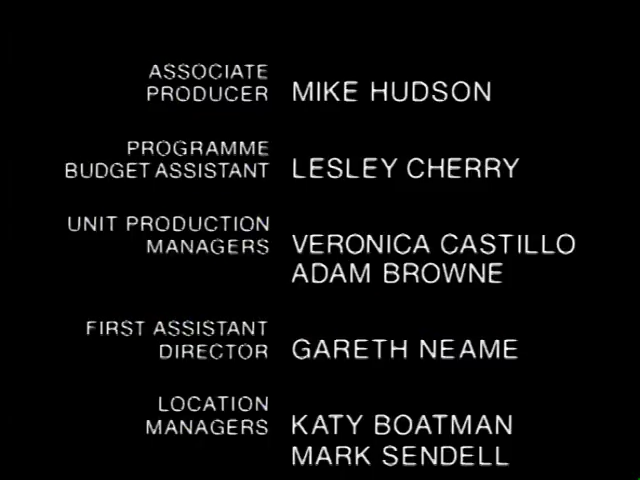 ASSOCIATE
PRODUCER MIKE HUDSON
PROGRAMME
BUDGET ASSISTANT LESLEY CHERRY
UNIT PRODUCTION
MANAGERS VERONICA CASTILLO
ADAM BROWNE
FIRST ASSISTANT
DIRECTOR GARETH NEAME
LOCATION
MANAGERS KATY BOATMAN
MARK SENDELL